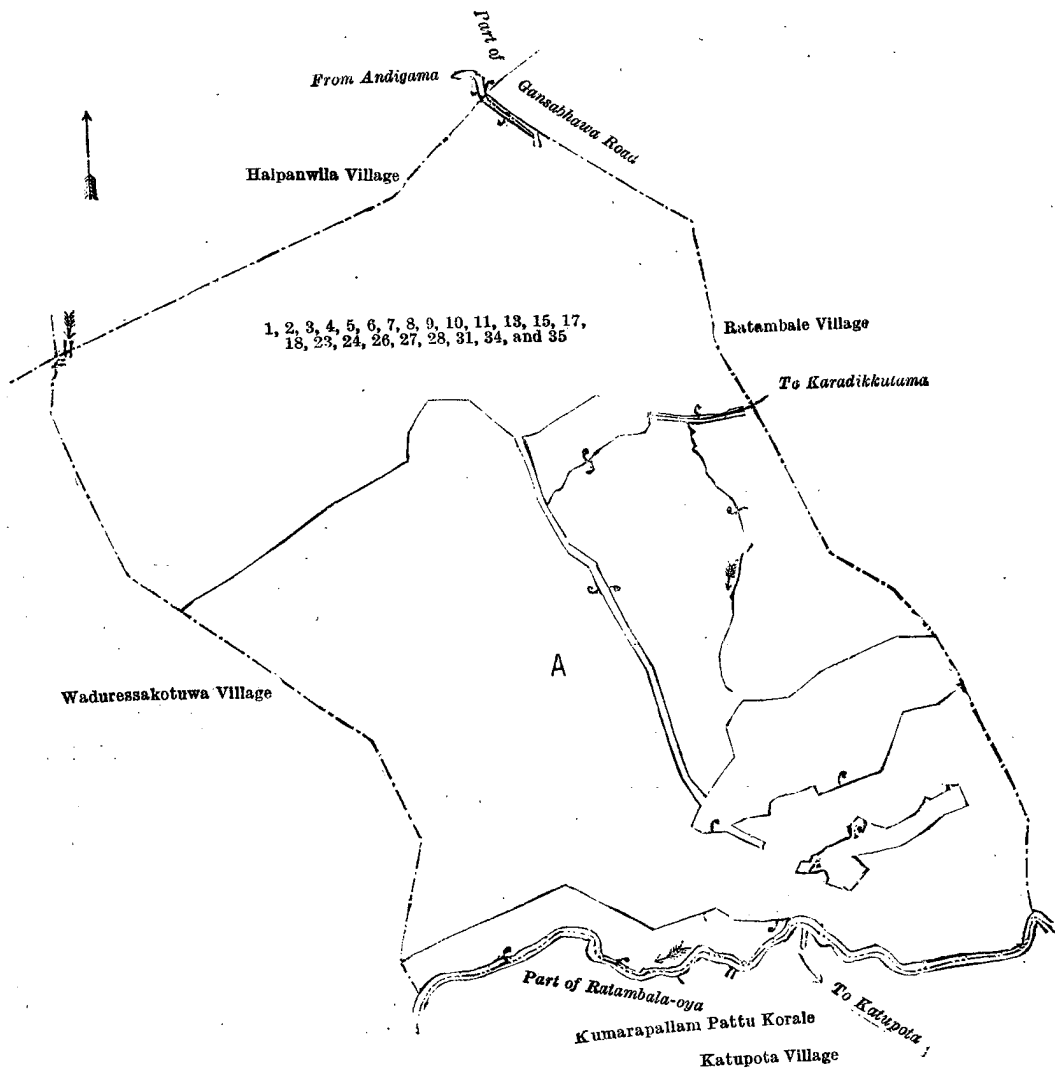 Part of
From Andigama
Gansabhawa Road
Halpanwila Village
1, 2, 3, 4, 5, 6, 7, 8, 9, 10, 11, 13, 15, 17,
18, 23, 24, 26, 27, 28, 31, 34, and 35
Ratambale Village
To Karadikkulama
A
Waduressakotuwa Village
Part of Ratambala-oya
To Katupota
Kumarapallam Pattu Korale
Katupota Village